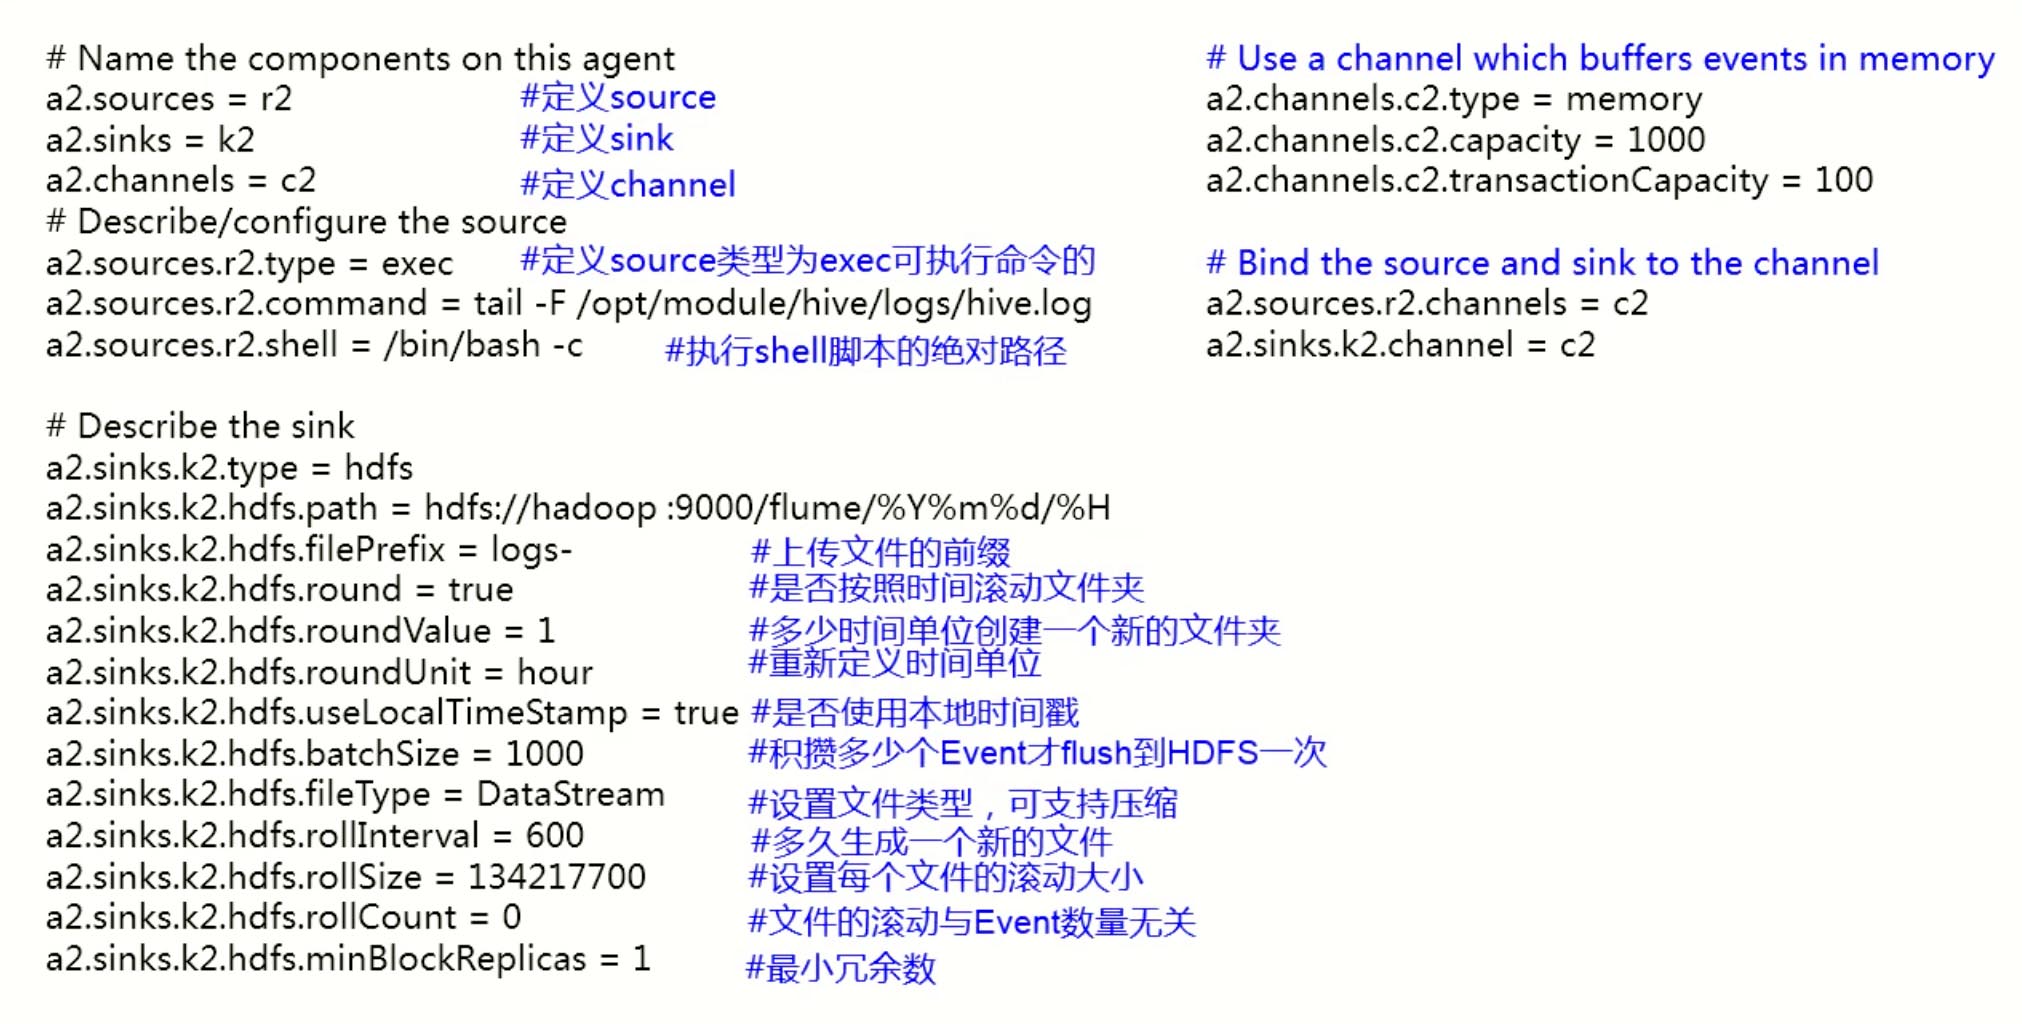 # Name the components on this agent
a2.sources = r2 #定义source
a2.sinks = k2 #定义sink
a2.channels = c2 #定义channel
# Describe/configure the source
a2.sources.r2.type = exec #定义source类型为exec可执行命令的
a2.sources.r2.command = tail -F /opt/module/hive/logs/hive.log
a2.sources.r2.shell = /bin/bash -c #执行shell脚本的绝对路径
# Describe the sink
a2.sinks.k2.type = hdfs
a2.sinks.k2.hdfs.path = hdfs://hadoop :9000/flume/%Y%m%d/%H
a2.sinks.k2.hdfs.filePrefix = logs- #上传文件的前缀
a2.sinks.k2.hdfs.round = true #是否按照时间滚动文件夹
a2.sinks.k2.hdfs.roundValue = 1 #多少时间单位创建一个新的文件夹
a2.sinks.k2.hdfs.roundUnit = hour #重新定义时间单位
a2.sinks.k2.hdfs.useLocalTimeStamp = true #是否使用本地时间戳
a2.sinks.k2.hdfs.batchSize = 1000 #积攒多少个Event才flush到HDFS一次
a2.sinks.k2.hdfs.fileType = DataStream #设置文件类型，可支持压缩
a2.sinks.k2.hdfs.rollInterval = 600 #多久生成一个新的文件
a2.sinks.k2.hdfs.rollSize = 134217700 #设置每个文件的滚动大小
a2.sinks.k2.hdfs.rollCount = 0 #文件的滚动与Event数量无关
a2.sinks.k2.hdfs.minBlockReplicas = 1 #最小冗余数
# Use a channel which buffers events in memory
a2.channels.c2.type = memory
a2.channels.c2.capacity = 1000
a2.channels.c2.transactionCapacity = 100
# Bind the source and sink to the channel
a2.sources.r2.channels = c2
a2.sinks.k2.channel = c2